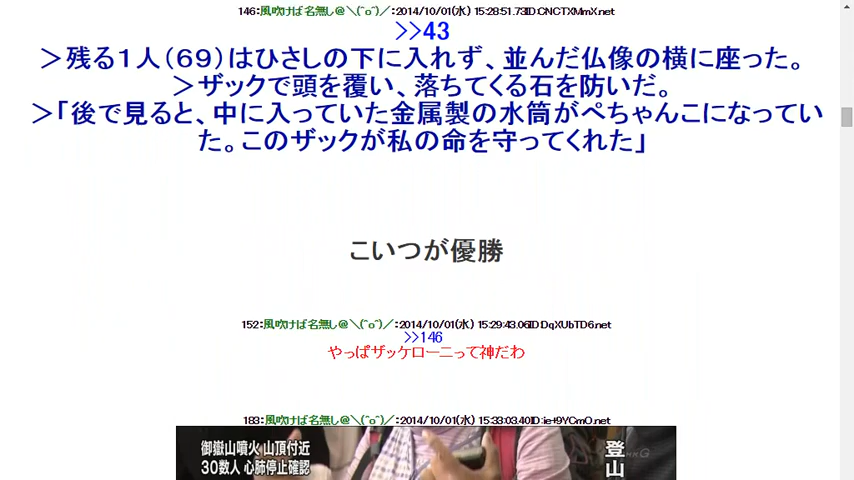 146：風吹けば名無し＠＼(^o^)／：2014/10/01(水) 15:28:51.73ID:CNCTXMmX.net
>>43
＞残る１人（６９）はひさしの下に入れず、並んだ仏像の横に座った。
＞ザックで頭を覆い、落ちてくる石を防いだ。
＞「後で見ると、中に入っていた金属製の水筒がぺちゃんこになってい
た。このザックが私の命を守ってくれた」
こいつが優勝
152：風吹けば名無し＠＼(^o^)／：2014/10/01(水) 15:29:43.06ID:DqXUbTD6.net
>>146
やっぱザッケローニって神だわ
183：風吹けば名無し＠＼(^o^)／：2014/10/01(水) 15:33:03.40ID:ie+9YCmO.net
御嶽山噴火 山頂付近
30数人 心肺停止確認
登山